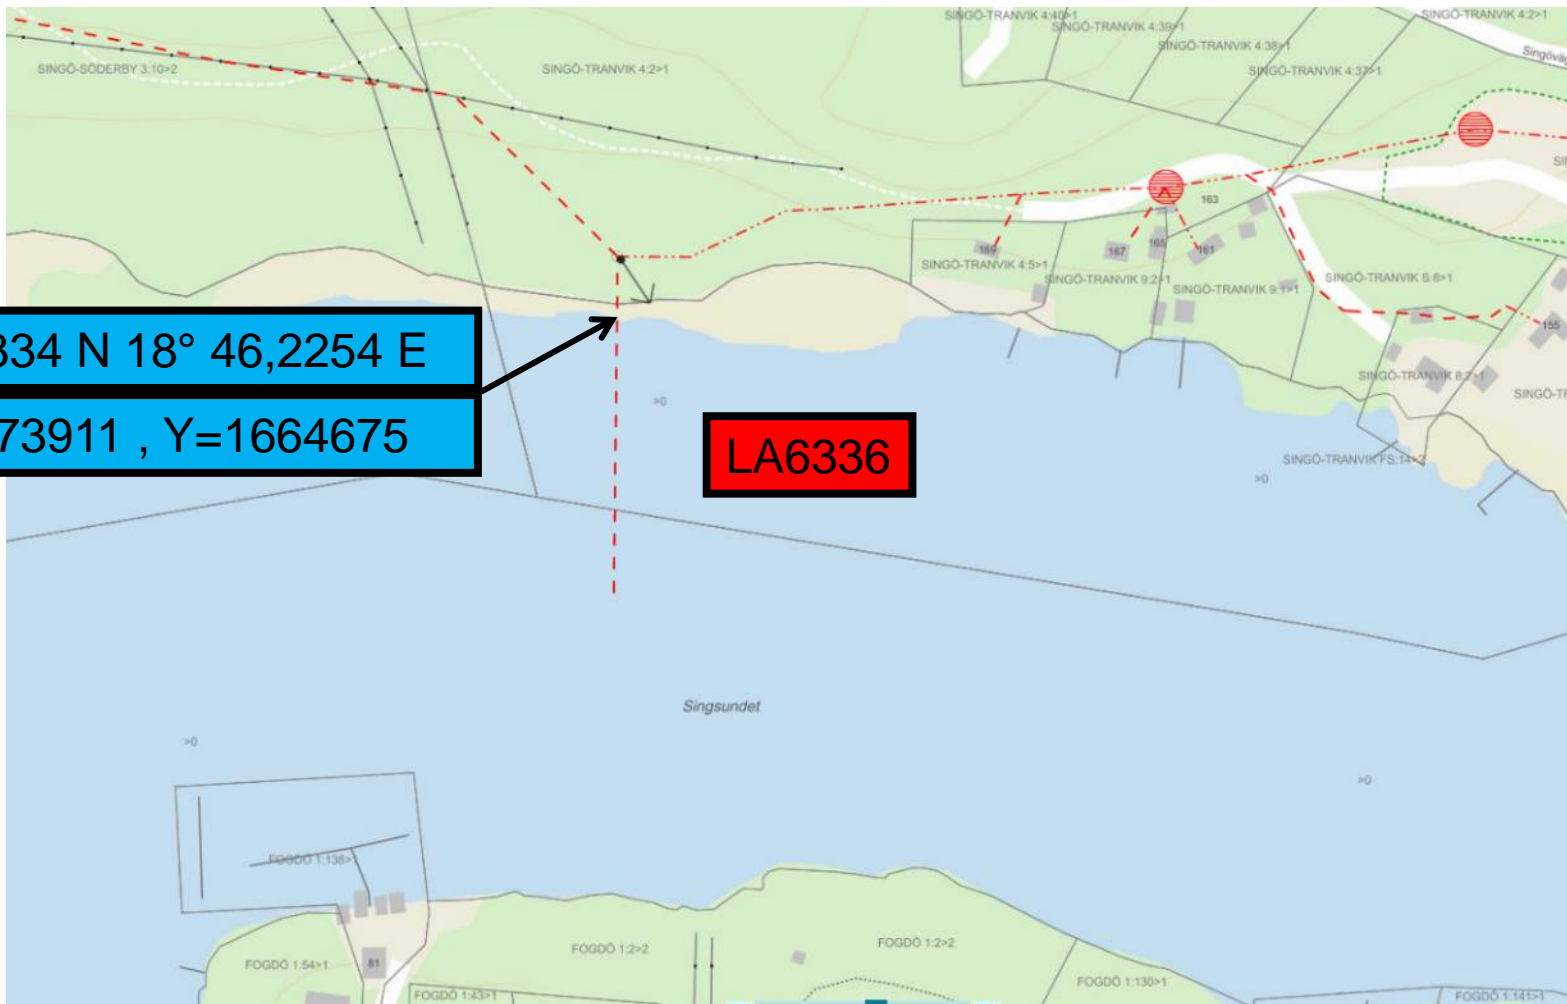 SINGÖ-TRANVIK 4:40>1
SINGÖ-TRANVIK 4:2>1
SINGÖ-TRANVIK 4:39>1
SINGÖ-TRANVIK 4:38>1
SINGÖ-SÖDERBY 3:10>2
SINGÖ-TRANVIK 4:2>1
SINGÖ-TRANVIK 4:37>1
163
169
167
165
161
SINGÖ-TRANVIK 4:5>1
SINGÖ-TRANVIK 9:2>1
SINGÖ-TRANVIK 9:1>1
155
334 N 18° 46,2254 E
73911 , Y=1664675
LA6336
>0
SINGÖ-TRANVIK 8:2>1
SINGÖ-TRANVIK FS:14>2
>0
Singsundet
>0
>0
FOGDÖ 1:138>1
FOGDÖ 1:54>1
81
FOGDÖ 1:2>2
FOGDÖ 1:2>2
FOGDÖ 1:43>1
FOGDÖ 1:130>1
FOGDÖ 1:141>1